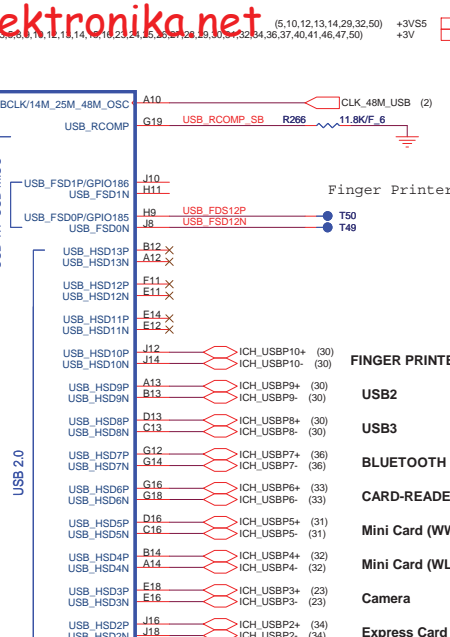 ektronika.net
(5,10,12,13,14,29,32,50) +3VS5
+3V
BCLK/14M_25M_48M_OSC A10 CLK_48M_USB (2)
USB_RCOMP G19 USB_RCOMP_SB R266 11.8K/F_6
USB_FSD1P/GPIO186 J10
USB_FSD1N H11
Finger Printer
USB_FSD0P/GPIO185 H9 USB_FDS12P T50
USB_FSD0N J8 USB_FDS12N T49
USB_HSD13P B12
USB_HSD13N A12
USB_HSD12P F11
USB_HSD12N E11
USB_HSD11P E14
USB_HSD11N E12
USB_HSD10P J12 ICH_USBP10+ (30)
USB_HSD10N J14 ICH_USBP10- (30) FINGER PRINTE
USB_HSD9P A13 ICH_USBP9+ (30)
USB_HSD9N B13 ICH_USBP9- (30) USB2
USB_HSD8P D13 ICH_USBP8+ (30)
USB_HSD8N C13 ICH_USBP8- (30) USB3
USB_HSD7P G12 ICH_USBP7+ (36)
USB_HSD7N G14 ICH_USBP7- (36) BLUETOOTH
USB 2.0
USB_HSD6P G16 ICH_USBP6+ (33)
USB_HSD6N G18 ICH_USBP6- (33) CARD-READE
USB_HSD5P D16 ICH_USBP5+ (31)
USB_HSD5N C16 ICH_USBP5- (31) Mini Card (WW
USB_HSD4P B14 ICH_USBP4+ (32)
USB_HSD4N A14 ICH_USBP4- (32) Mini Card (WL
USB_HSD3P E18 ICH_USBP3+ (23)
USB_HSD3N E16 ICH_USBP3- (23) Camera
USB_HSD2P J16 ICH_USBP2+ (34)
USB_HSD2N J18 ICH_USBP2- (34) Express Card